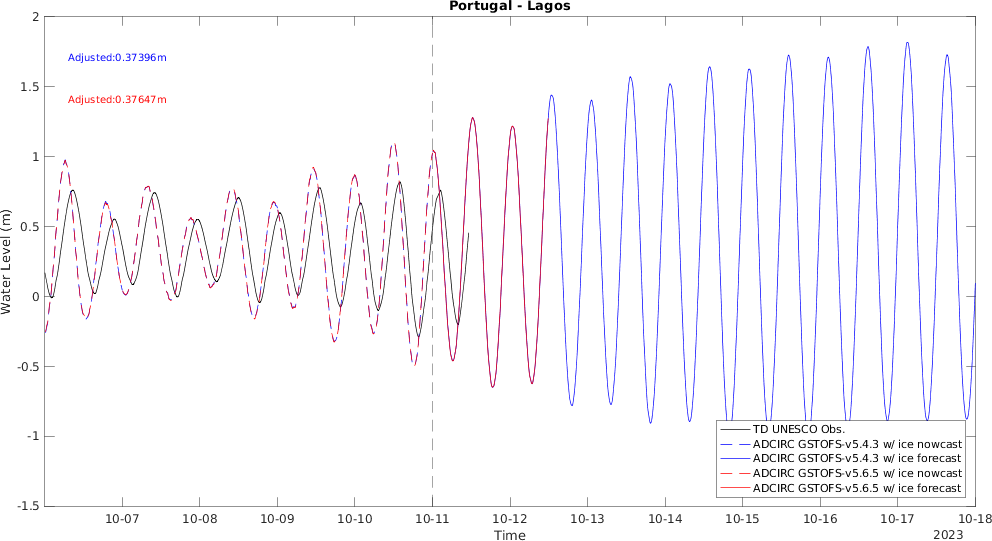 Portugal - Lagos
Adjusted:0.37396m
Adjusted:0.37647m
Water Level (m)
2
1.5
1
0.5
0
-0.5
-1
-1.5
TD UNESCO Obs.
ADCIRC GSTOFS-v5.4.3 w/ ice nowcast
ADCIRC GSTOFS-v5.4.3 w/ ice forecast
ADCIRC GSTOFS-v5.6.5 w/ ice nowcast
ADCIRC GSTOFS-v5.6.5 w/ ice forecast
10-07 10-08 10-09 10-10 10-11 10-12 10-13 10-14 10-15 10-16 10-17 10-18
Time
2023